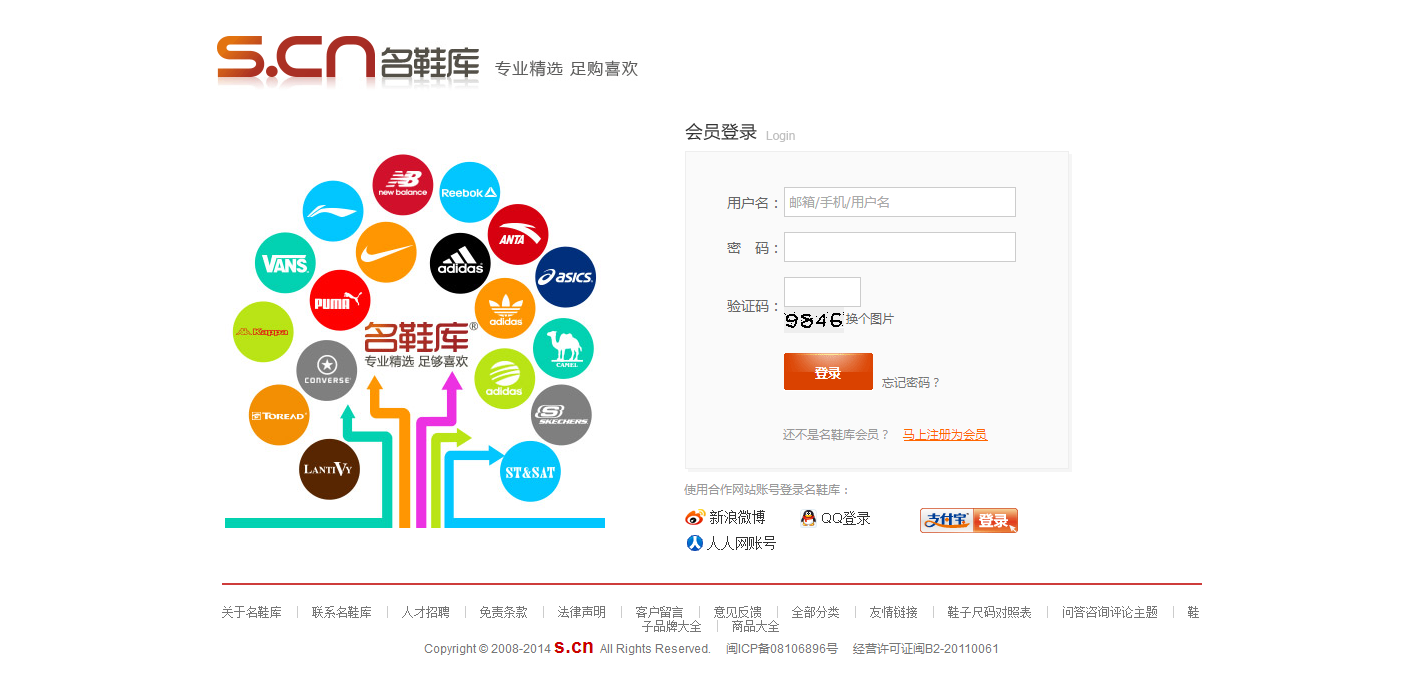 s.cn 名鞋库 专业精选 足购喜欢
会员登录 Login
new balance
Reebok
ANTA
VANS
adidas
asics
PUMA
adidas
Kappa
名鞋库®
专业精选 足够喜欢
CAMEL
CONVERSE
adidas
TOREAD
SKECHERS
LANTIVY
ST&SAT
用户名： 邮箱/手机/用户名
密 码：
验证码：
9846 换个图片
登录 忘记密码？
还不是名鞋库会员？ 马上注册为会员
使用合作网站账号登录名鞋库：
新浪微博 QQ登录 支付宝 登录
人人网账号
关于名鞋库 | 联系名鞋库 | 人才招聘 | 免责条款 | 法律声明 | 客户留言 | 意见反馈 | 全部分类 | 友情链接 | 鞋子尺码对照表 | 问答咨询评论主题 | 鞋
子品牌大全 | 商品大全
Copyright © 2008-2014 s.cn All Rights Reserved. 闽ICP备08106896号 经营许可证闽B2-20110061